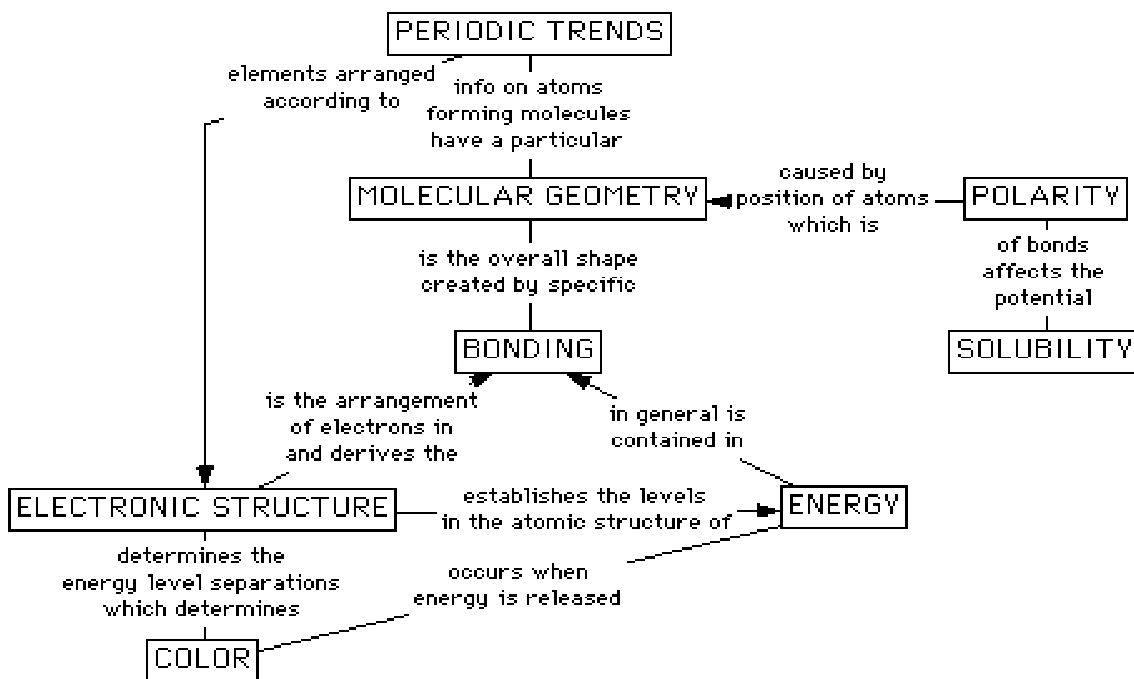 PERIODIC TRENDS
elements arranged
according to
info on atoms
forming molecules
have a particular
MOLECULAR GEOMETRY
caused by
position of atoms
which is
POLARITY
is the overall shape
created by specific
of bonds
affects the
potential
BONDING
SOLUBILITY
is the arrangement
of electrons in
and derives the
in general is
contained in
ELECTRONIC STRUCTURE
establishes the levels
in the atomic structure of
ENERGY
determines the
energy level separations
which determines
occurs when
energy is released
COLOR